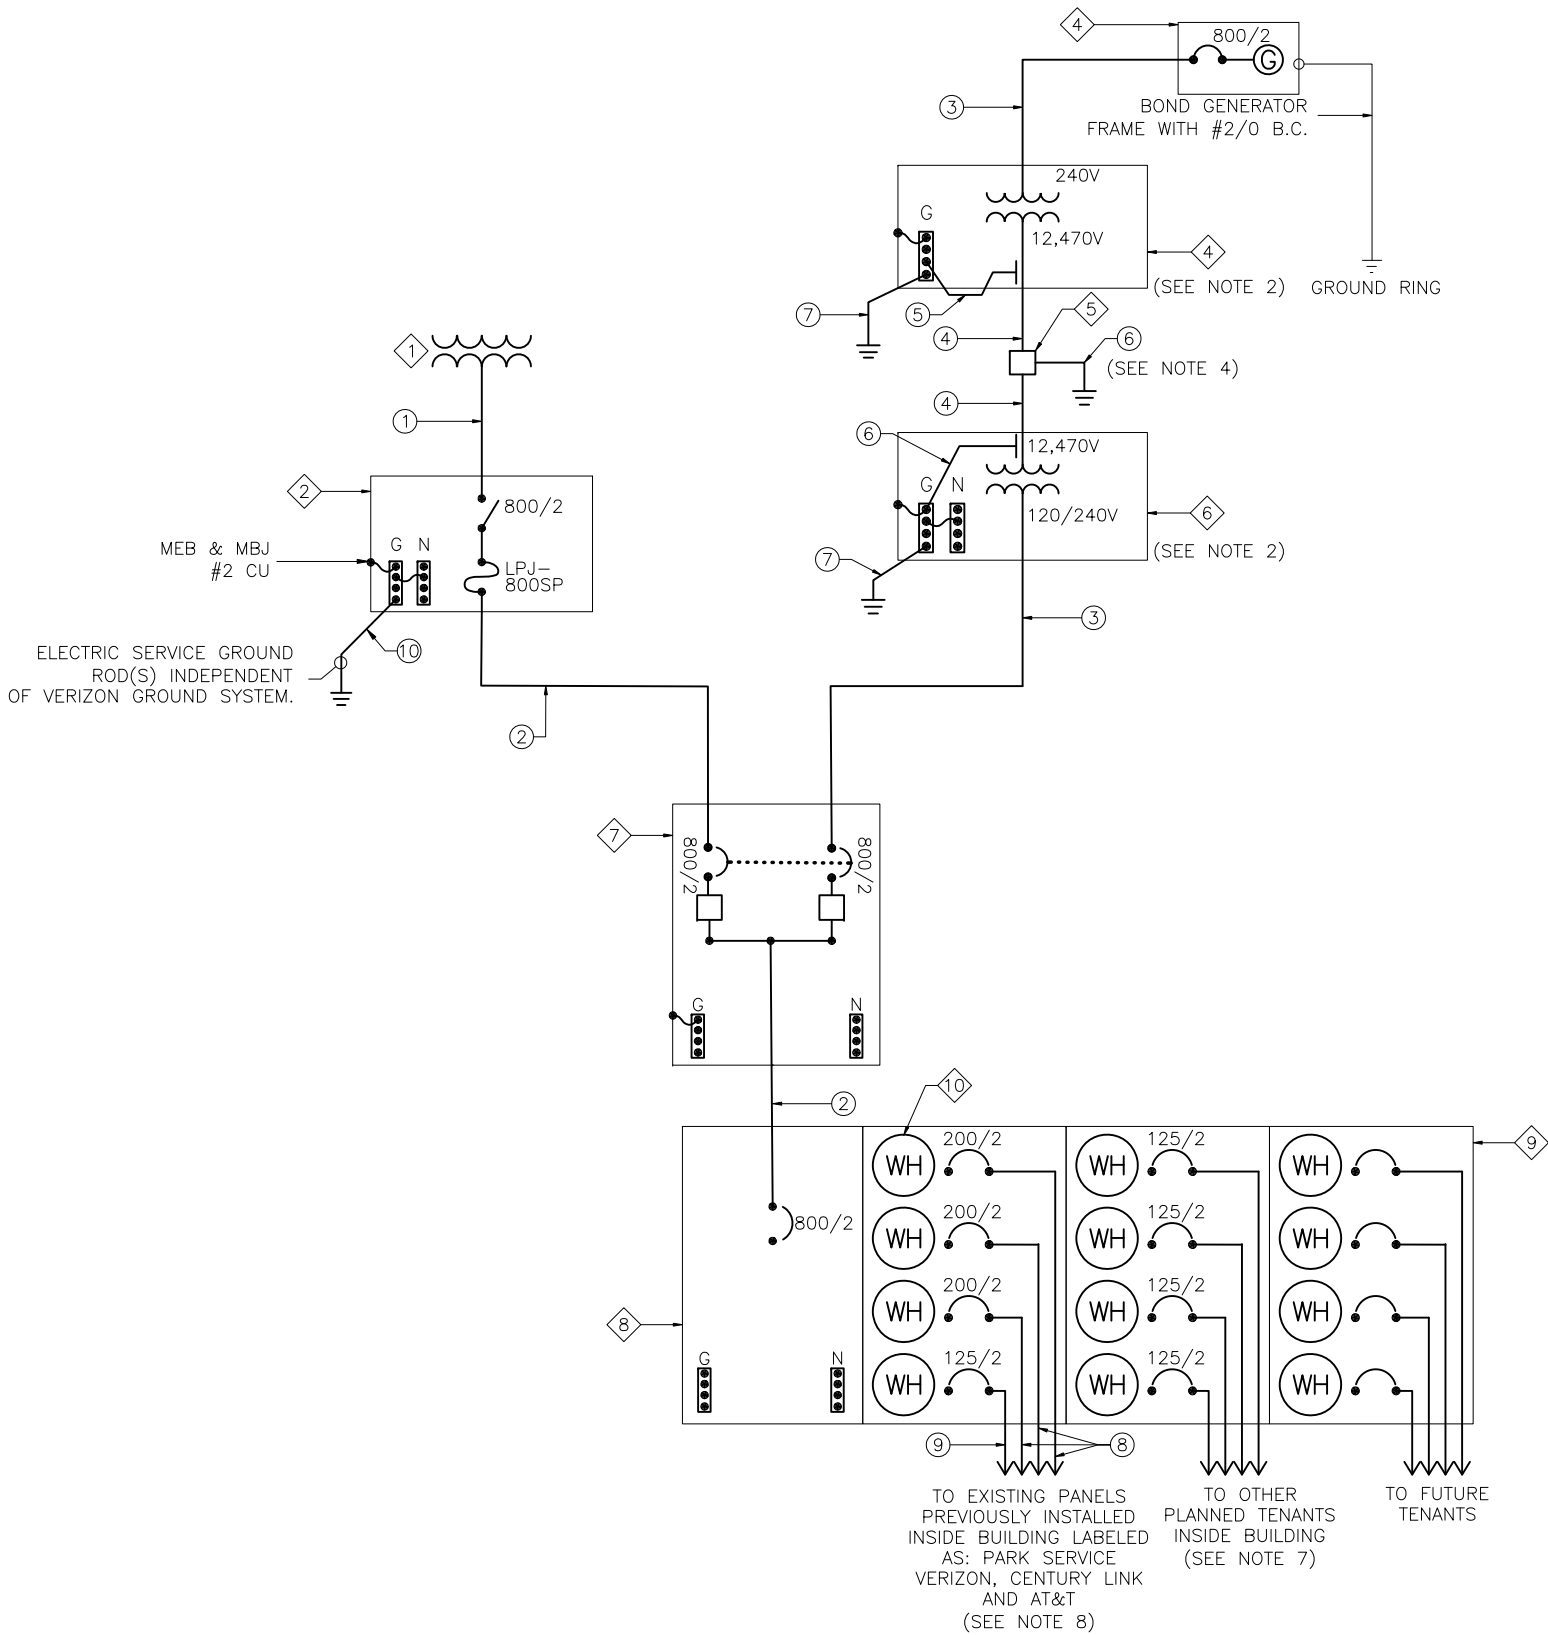 4
800/2
G
3
BOND GENERATOR
FRAME WITH #2/0 B.C.
240V
G
12,470V
4
(SEE NOTE 2)
GROUND RING
7
5
5
4
6
(SEE NOTE 4)
1
1
4
6
12,470V
G N
120/240V
6
(SEE NOTE 2)
7
2
800/2
MEB & MBJ
#2 CU
G N
LPJ-
800SP
10
3
ELECTRIC SERVICE GROUND
ROD(S) INDEPENDENT
OF VERIZON GROUND SYSTEM.
2
7
800/2
800/2
G
N
10
2
WH
200/2
WH
125/2
WH
9
800/2
WH
200/2
WH
125/2
WH
8
WH
200/2
WH
125/2
WH
G
N
WH
125/2
WH
125/2
WH
9
8
TO EXISTING PANELS
PREVIOUSLY INSTALLED
INSIDE BUILDING LABELED
AS: PARK SERVICE
VERIZON, CENTURY LINK
AND AT&T
(SEE NOTE 8)
TO OTHER
PLANNED TENANTS
INSIDE BUILDING
(SEE NOTE 7)
TO FUTURE
TENANTS